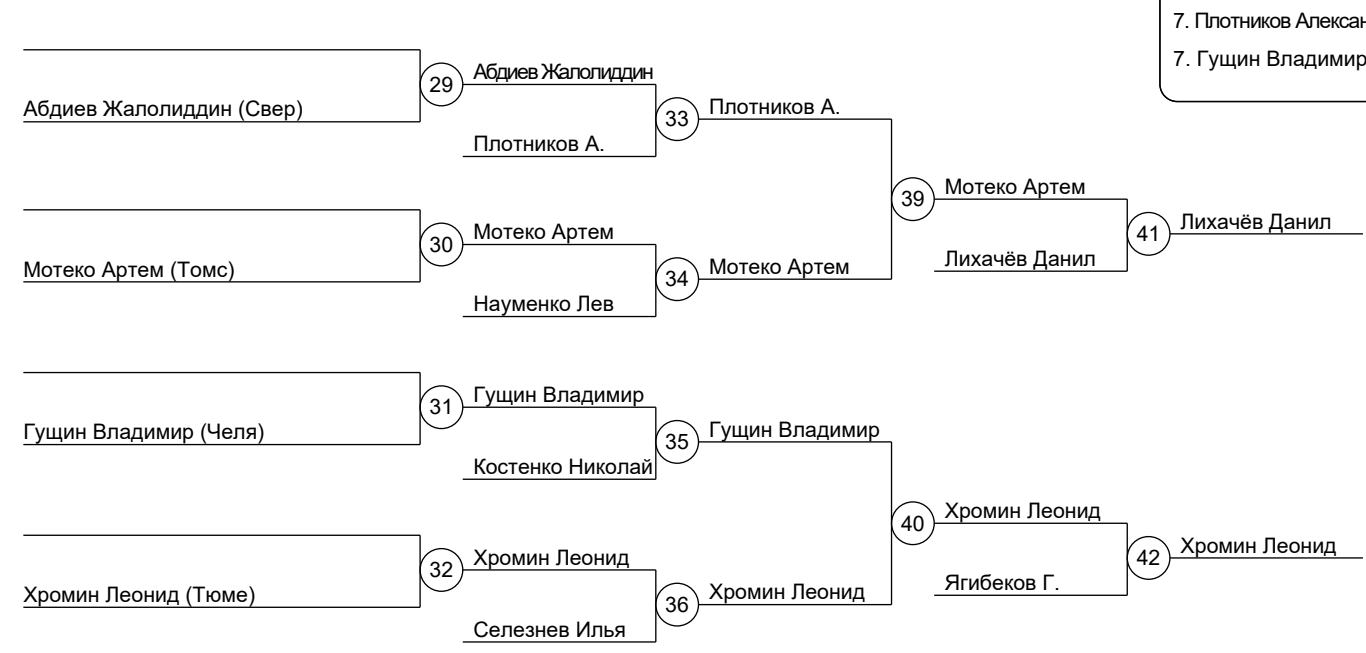 7. Плотников Алексан
7. Гущин Владимир
29 Абдиев Жалолиддин
Абдиев Жалолиддин (Свер)
33 Плотников А.
Плотников А.
39 Мотеко Артем
30 Мотеко Артем
41 Лихачёв Данил
Мотеко Артем (Томс)
34 Мотеко Артем
Лихачёв Данил
Науменко Лев
31 Гущин Владимир
Гущин Владимир (Челя)
35 Гущин Владимир
Костенко Николай
40 Хромин Леонид
32 Хромин Леонид
42 Хромин Леонид
Хромин Леонид (Тюме)
36 Хромин Леонид
Ягибеков Г.
Селезнев Илья